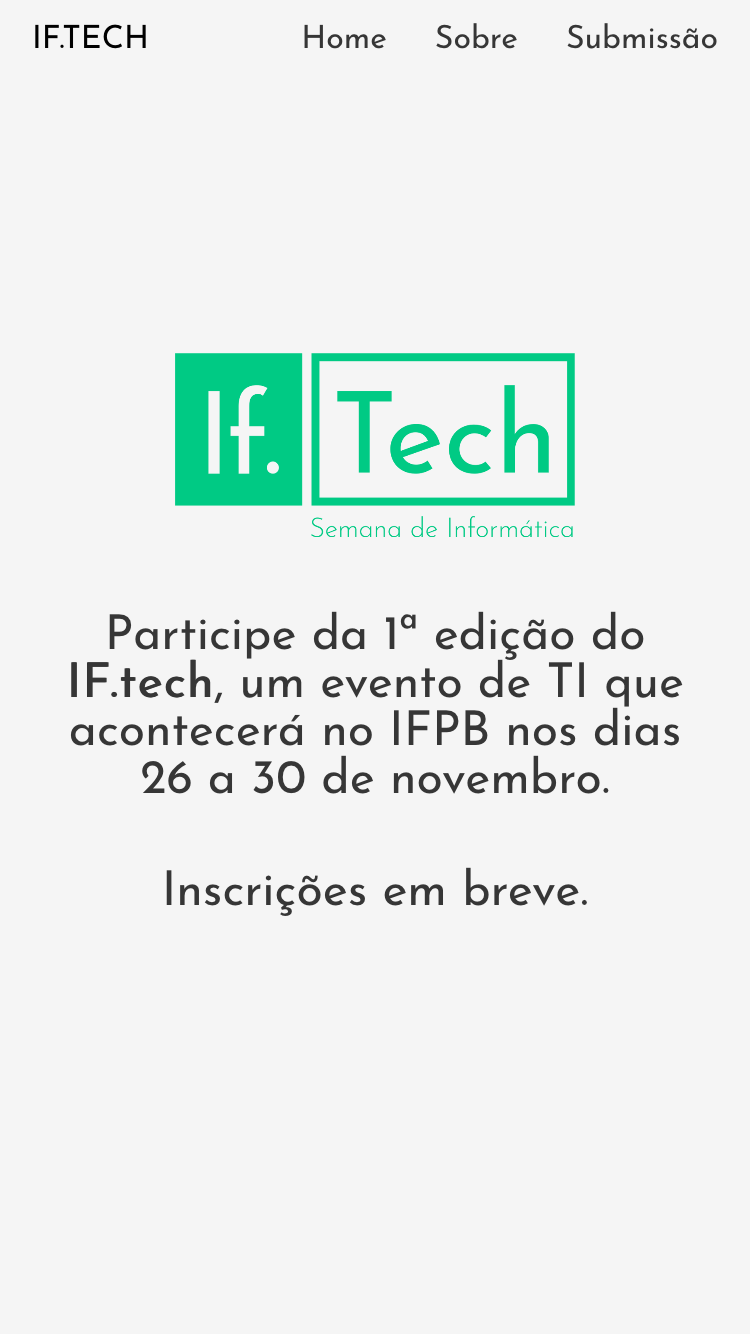 IF.TECH Home Sobre Submissão
If. Tech
Semana de Informática
Participe da 1ª edição do
IF.tech, um evento de TI que
acontecerá no IFPB nos dias
26 a 30 de novembro.
Inscrições em breve.